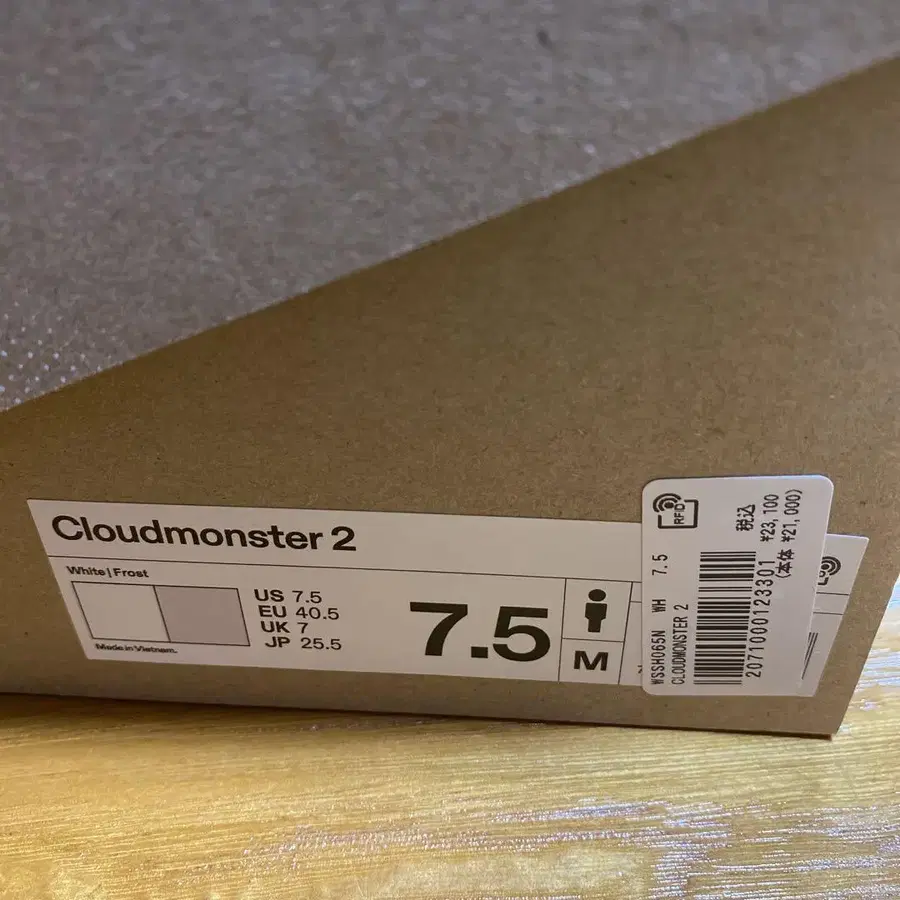 Cloudmonster 2
White | Frost
US 7.5
EU 40.5
UK 7
JP 25.5
Made in Vietnam.
7.5
M
RFID
WSSH065N WH 7.5
CLOUDMONSTER 2
2071000123301
税込 ¥23,100
(本体 ¥21,000)